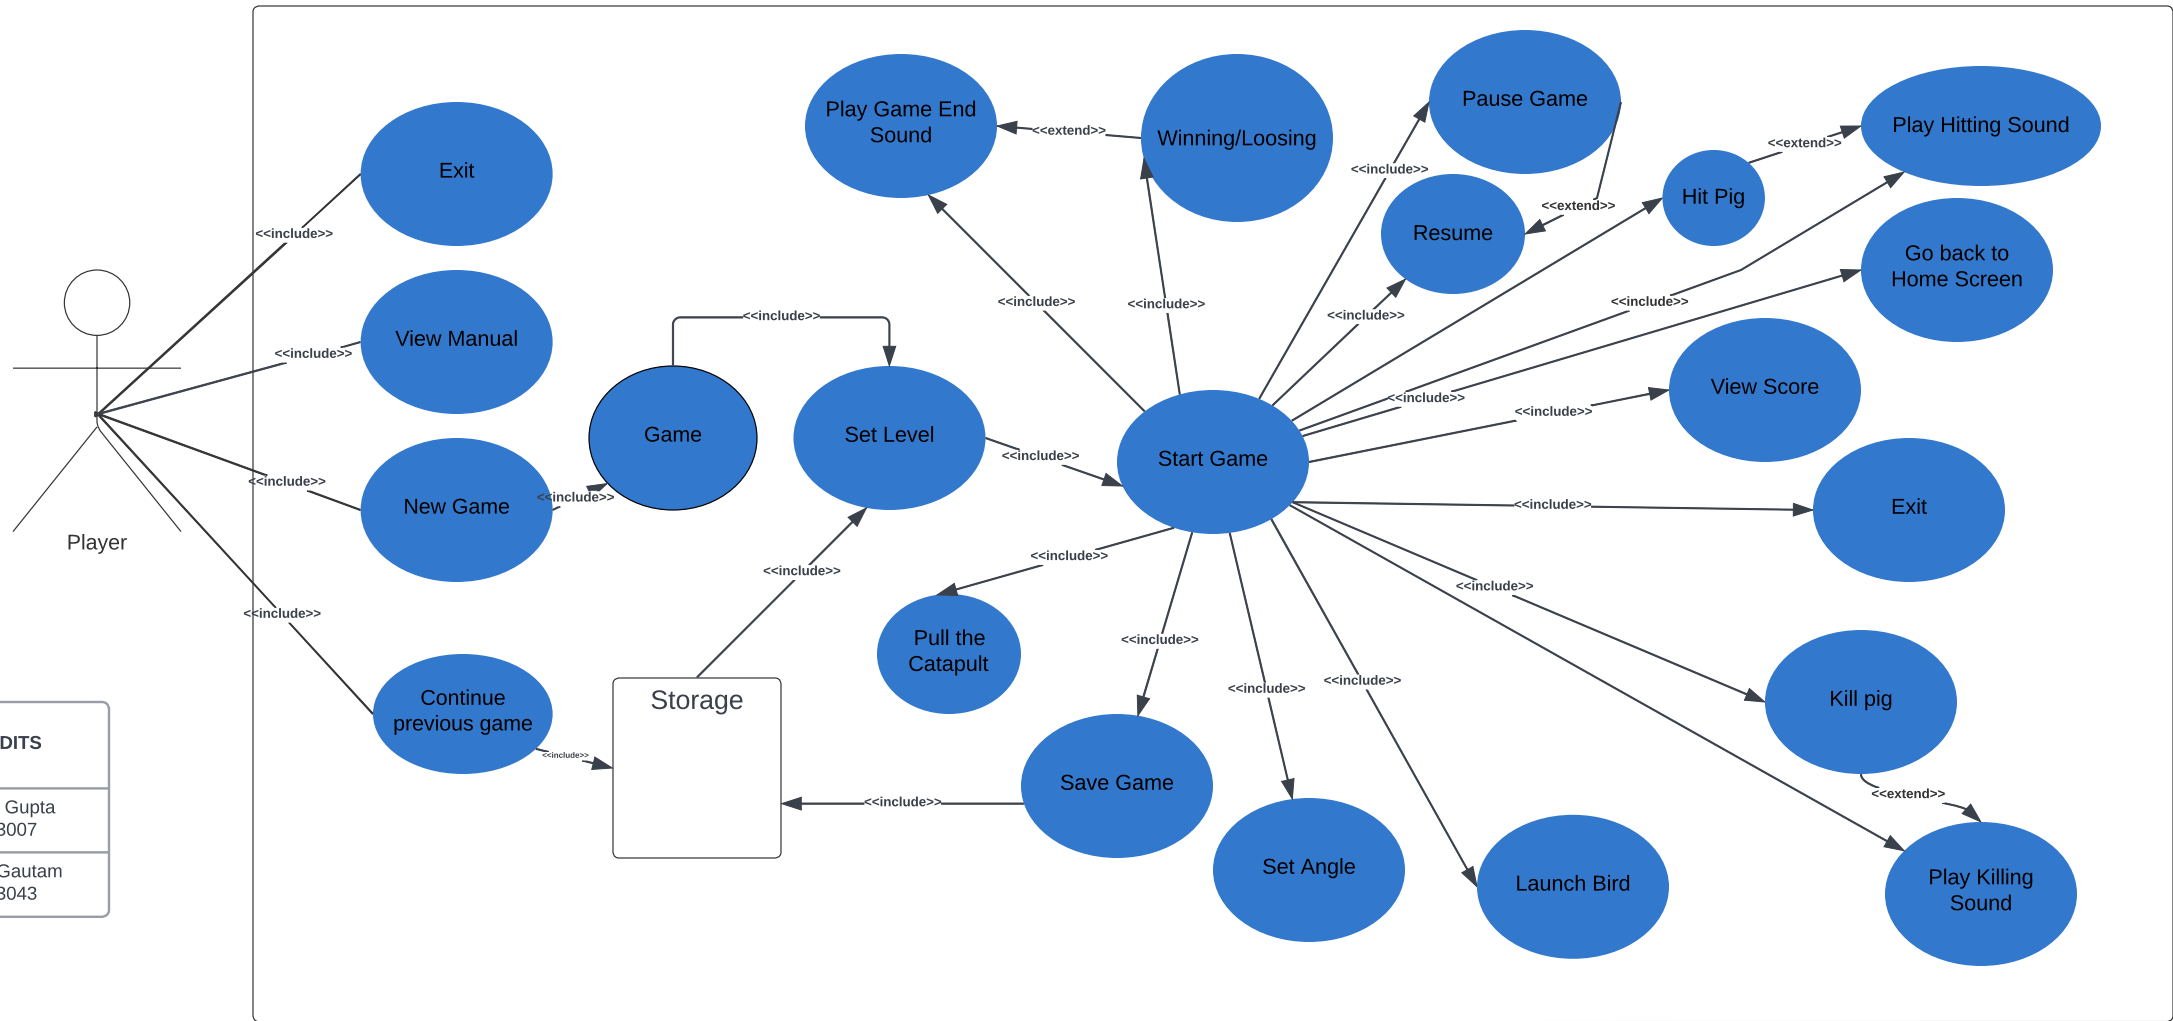 Play Game End
Sound
<<extend>>
Winning/Loosing
Pause Game
<<include>>
Resume
<<extend>>
Hit Pig
<<extend>>
Play Hitting Sound
Go back to
Home Screen
Exit
<<include>>
View Manual
<<include>>
New Game
<<include>>
<<include>>
Game
<<include>>
Set Level
<<include>>
<<include>>
<<include>>
<<include>>
<<include>>
<<include>>
<<include>>
View Score
Start Game
<<include>>
Exit
Player
<<include>>
Continue
previous game
<<include>>
Storage
<<include>>
<<include>>
Pull the
Catapult
<<include>>
<<include>>
<<include>>
<<include>>
Kill pig
<<extend>>
Save Game
<<include>>
Set Angle
Launch Bird
Play Killing
Sound
DITS
Gupta
3007
Gautam
3043